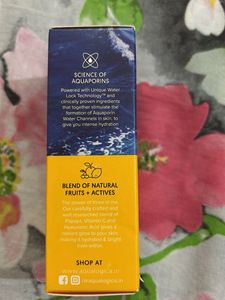 SCIENCE OF
AQUAPORINS
Powered with Unique Water
Lock Technology™ and
clinically proven ingredients
that together stimulate the
formation of Aquaporin
Water Channels in skin, to
give you intense hydration
BLEND OF NATURAL
FRUITS + ACTIVES
The power of three in one.
Our carefully crafted and
well researched blend of
Papaya, Vitamin C and
Hyaluronic Acid gives a
radiant glow to your skin,
making it hydrated & bright
from within.
SHOP AT
www.aqualogica.in
@aqualogica.in